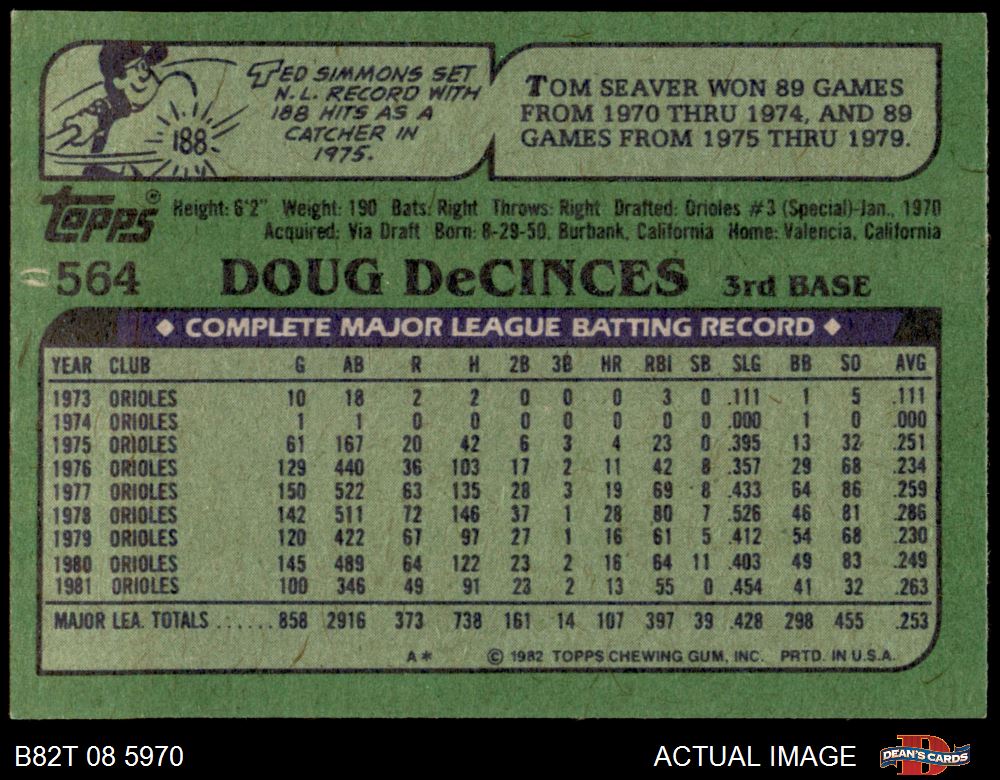 TED SIMMONS SET
N.L. RECORD WITH
188 HITS AS A
CATCHER IN
1975.
188
TOM SEAVER WON 89 GAMES
FROM 1970 THRU 1974, AND 89
GAMES FROM 1975 THRU 1979.
TOPPS®
Height: 6'2" Weight: 190 Bats: Right Throws: Right Drafted: Orioles #3 (Special)-Jan., 1970
Acquired: Via Draft Born: 8-29-50, Burbank, California Home: Valencia, California
564 DOUG DeCINCES 3rd BASE
◆ COMPLETE MAJOR LEAGUE BATTING RECORD ◆
YEAR CLUB G AB R H 2B 3B HR RBI SB SLG BB SO AVG
1973 ORIOLES 10 18 2 2 0 0 0 3 0 .111 1 5 .111
1974 ORIOLES 1 1 0 0 0 0 0 0 0 .000 1 0 .000
1975 ORIOLES 61 167 20 42 6 3 4 23 0 .395 13 32 .251
1976 ORIOLES 129 440 36 103 17 2 11 42 8 .357 29 68 .234
1977 ORIOLES 150 522 63 135 28 3 19 69 8 .433 64 86 .259
1978 ORIOLES 142 511 72 146 37 1 28 80 7 .526 46 81 .286
1979 ORIOLES 120 422 67 97 27 1 16 61 5 .412 54 68 .230
1980 ORIOLES 145 489 64 122 23 2 16 64 11 .403 49 83 .249
1981 ORIOLES 100 346 49 91 23 2 13 55 0 .454 41 32 .263
MAJOR LEA. TOTALS ...... 858 2916 373 738 161 14 107 397 39 .428 298 455 .253
A* © 1982 TOPPS CHEWING GUM, INC. PRTD. IN U.S.A.
B82T 08 5970 ACTUAL IMAGE DEAN'S CARDS